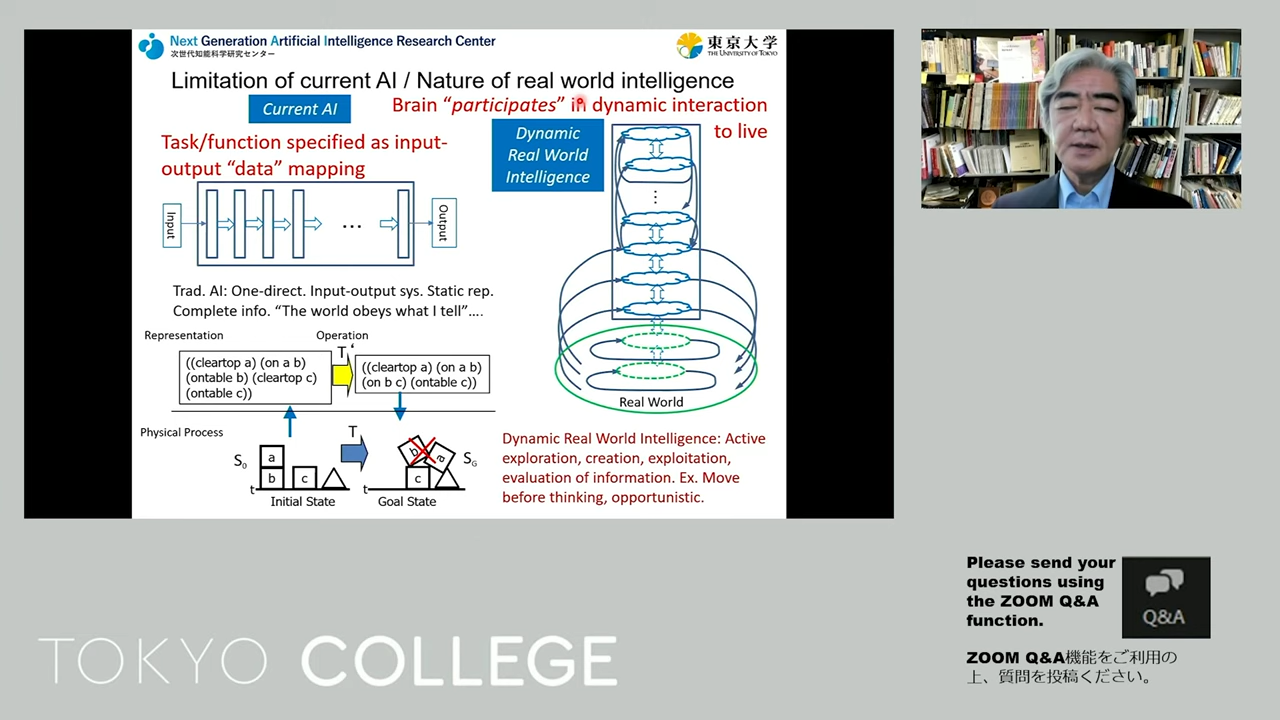 Next Generation Artificial Intelligence Research Center
次世代知能科学研究センター
東京大学
THE UNIVERSITY OF TOKYO
Limitation of current AI / Nature of real world intelligence
Current AI
Brain “participates” in dynamic interaction
to live
Task/function specified as input-
output “data” mapping
Dynamic
Real World
Intelligence
Input
...
Output
⋮
Trad. AI: One-direct. Input-output sys. Static rep.
Complete info. “The world obeys what I tell”….
Representation
Operation
T‘
((cleartop a) (on a b)
(ontable b) (cleartop c)
(ontable c))
((cleartop a) (on a b)
(on b c) (ontable c))
Real World
Physical Process
T
S0
a
b
c
t
Initial State
b
a
c
SG
t
Goal State
Dynamic Real World Intelligence: Active
exploration, creation, exploitation,
evaluation of information. Ex. Move
before thinking, opportunistic.
Please send your
questions using
the ZOOM Q&A
function.
Q&A
ZOOM Q&A機能をご利用の
上、質問を投稿ください。
TOKYO COLLEGE